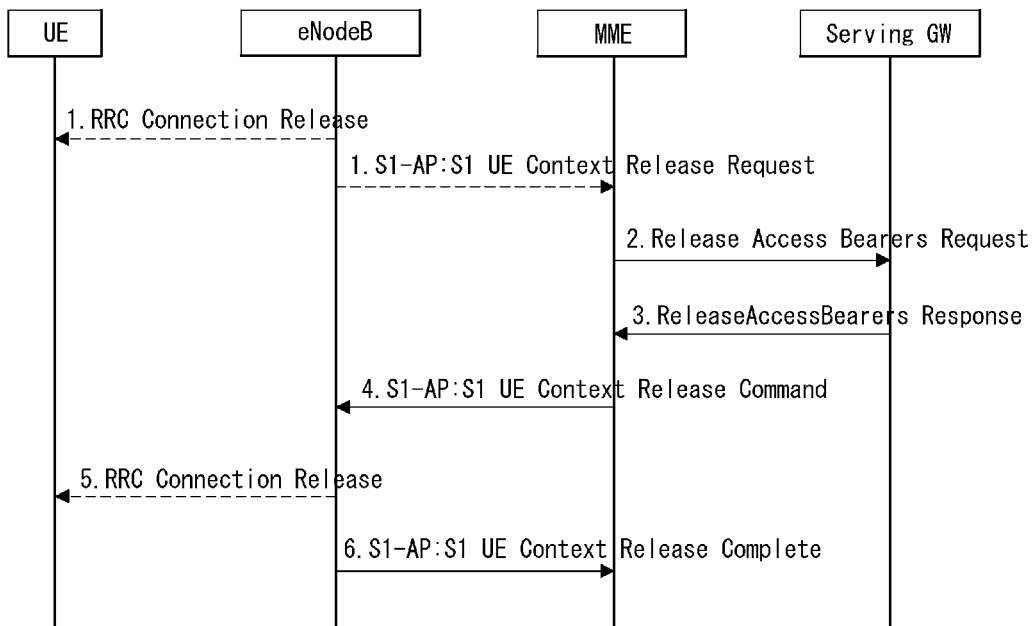 UE
eNodeB
MME
Serving GW
1.RRC Connection Release
1.S1-AP:S1 UE Context Release Request
2.Release Access Bearers Request
3.ReleaseAccessBearers Response
4.S1-AP:S1 UE Context Release Command
5.RRC Connection Release
6.S1-AP:S1 UE Context Release Complete